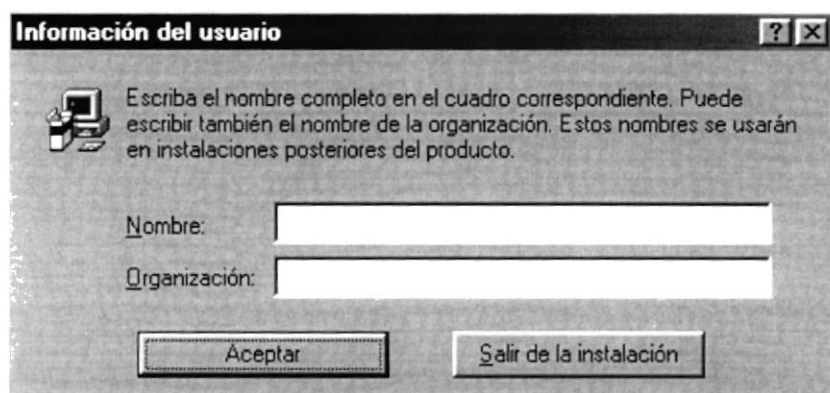 Información del usuario
Escriba el nombre completo en el cuadro correspondiente. Puede
escribir también el nombre de la organización. Estos nombres se usarán
en instalaciones posteriores del producto.
Nombre:
Organización:
Aceptar
Salir de la instalación